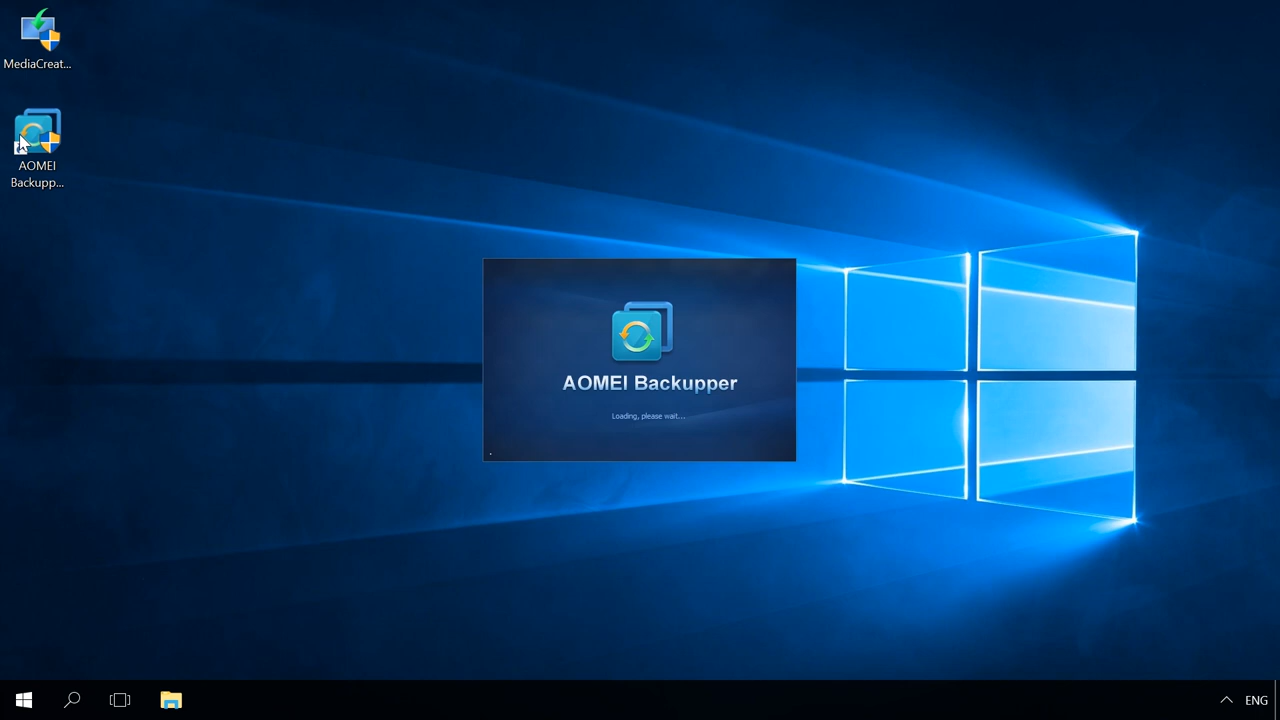 MediaCreat...
AOMEI
Backupp...
AOMEI Backupper
Loading, please wait...
ENG